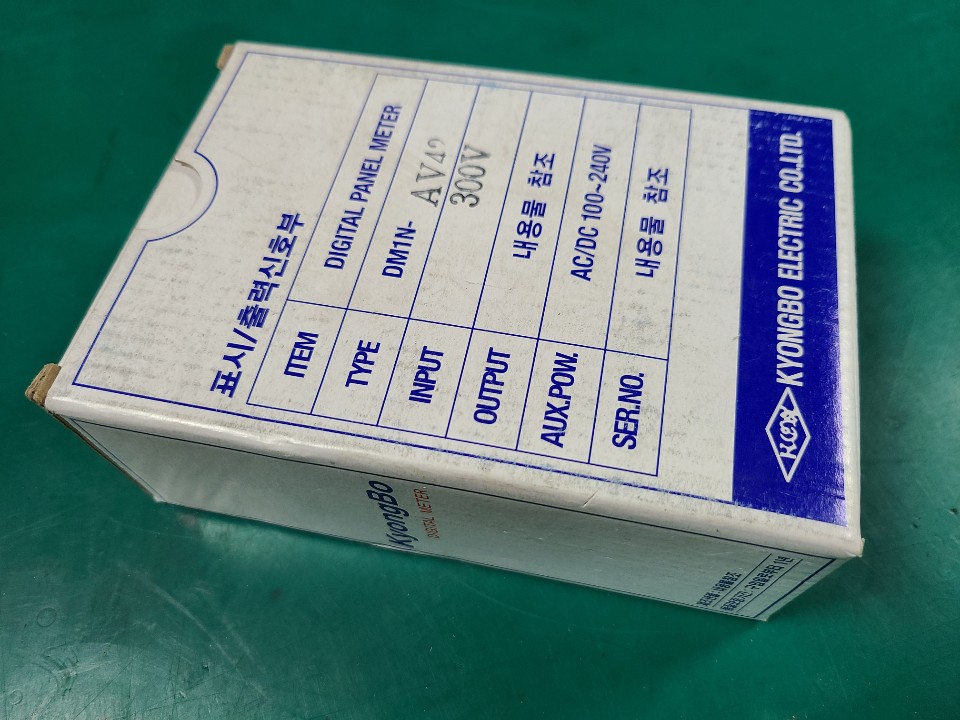 표시/출력신호부
ITEM DIGITAL PANEL METER
TYPE DM1N- AV42
INPUT 300V
OUTPUT 내용물 참조
AUX.POW. AC/DC 100~240V
SER.NO. 내용물 참조
KYONGBO ELECTRIC CO.,LTD.
KyongBo
DIGITAL METER